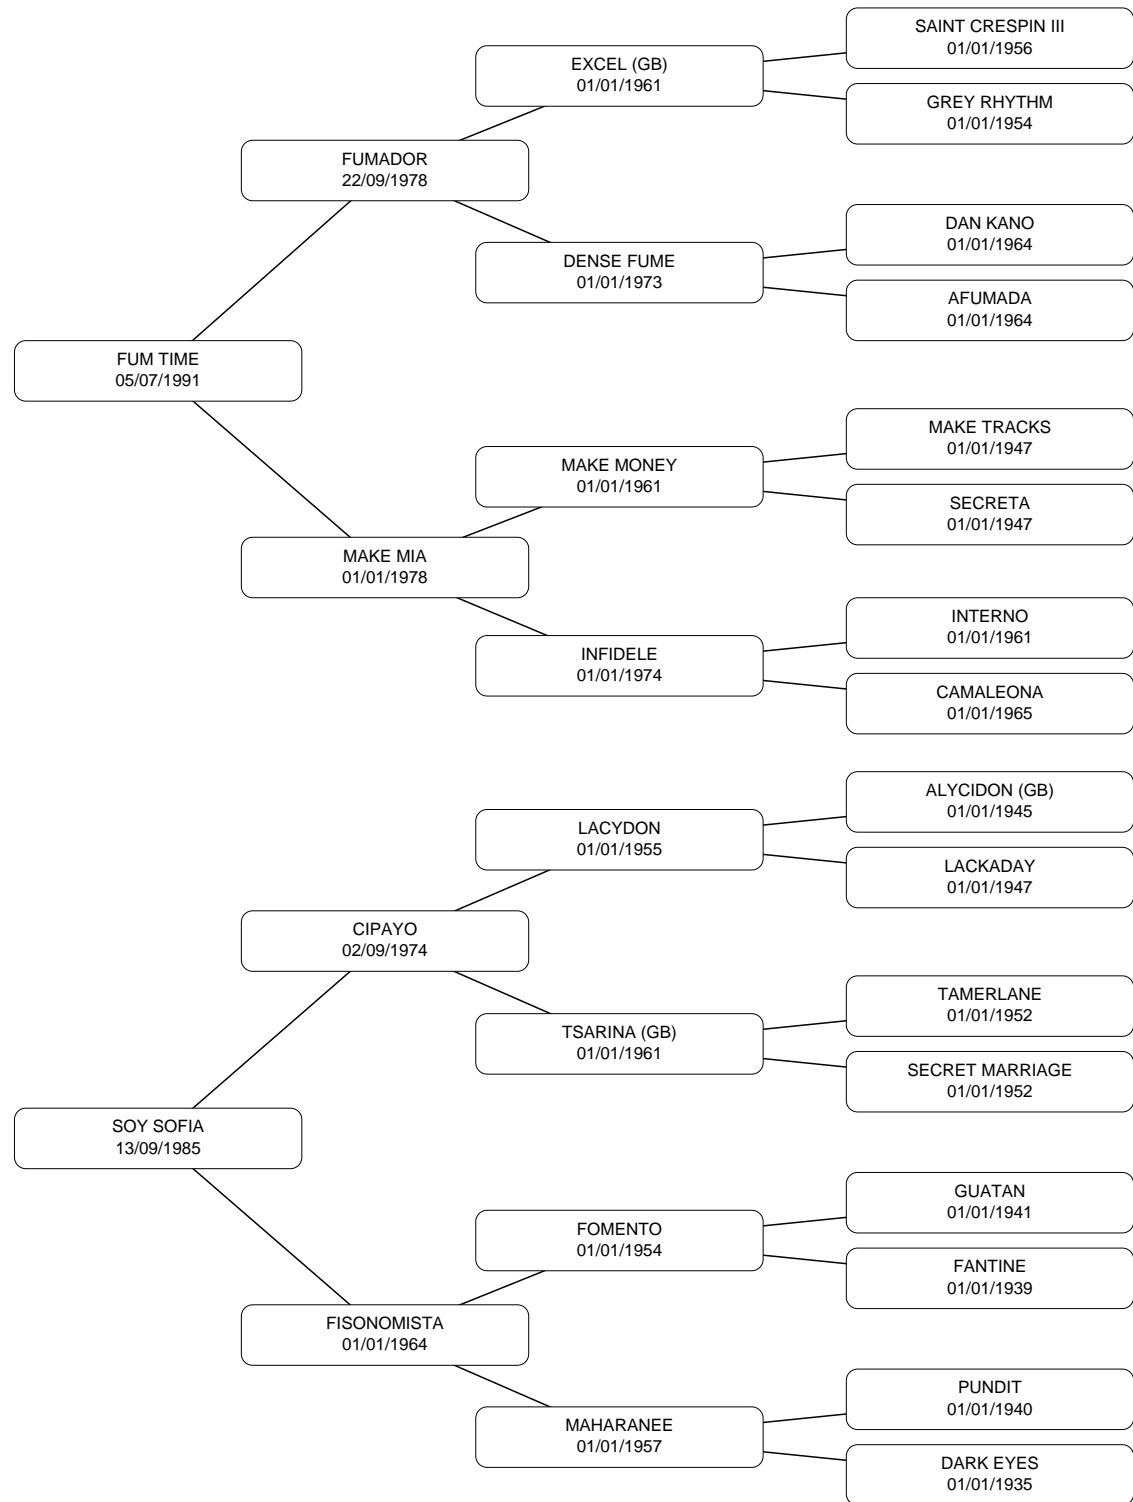 SAINT CRESPIN III
01/01/1956
EXCEL (GB)
01/01/1961
GREY RHYTHM
01/01/1954
FUMADOR
22/09/1978
DAN KANO
01/01/1964
DENSE FUME
01/01/1973
AFUMADA
01/01/1964
FUM TIME
05/07/1991
MAKE TRACKS
01/01/1947
MAKE MONEY
01/01/1961
SECRETA
01/01/1947
MAKE MIA
01/01/1978
INTERNO
01/01/1961
INFIDELE
01/01/1974
CAMALEONA
01/01/1965
ALYCIDON (GB)
01/01/1945
LACYDON
01/01/1955
LACKADAY
01/01/1947
CIPAYO
02/09/1974
TAMERLANE
01/01/1952
TSARINA (GB)
01/01/1961
SECRET MARRIAGE
01/01/1952
SOY SOFIA
13/09/1985
GUATAN
01/01/1941
FOMENTO
01/01/1954
FANTINE
01/01/1939
FISONOMISTA
01/01/1964
PUNDIT
01/01/1940
MAHARANEE
01/01/1957
DARK EYES
01/01/1935